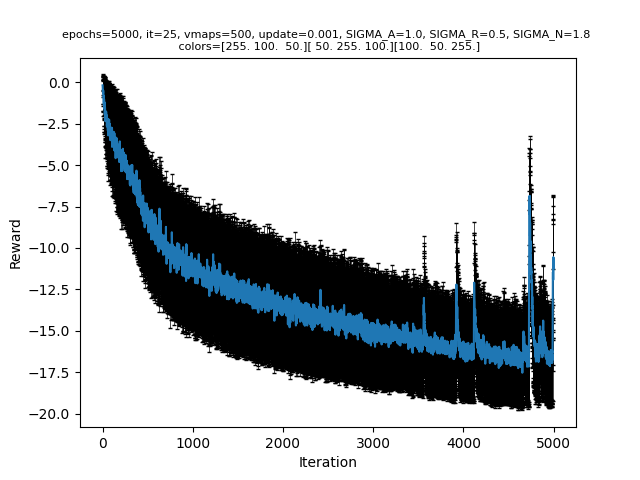 epochs=5000, it=25, vmaps=500, update=0.001, SIGMA_A=1.0, SIGMA_R=0.5, SIGMA_N=1.8
colors=[255. 100.  50.][ 50. 255. 100.][100.  50. 255.]
0.0
−2.5
−5.0
−7.5
−10.0
−12.5
−15.0
−17.5
−20.0
Reward
0 1000 2000 3000 4000 5000
Iteration